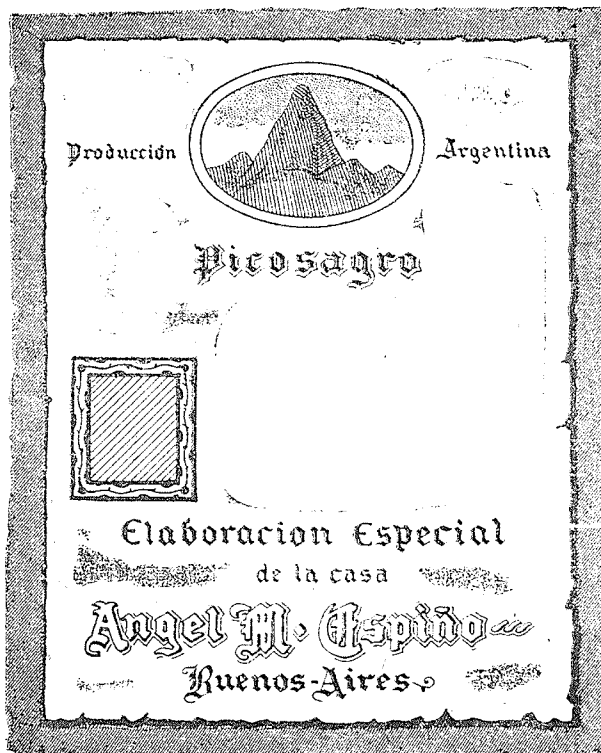 Producción Argentina
Picosagro
Elaboracion Especial
de la casa
Angel M. Espiño
Buenos-Aires